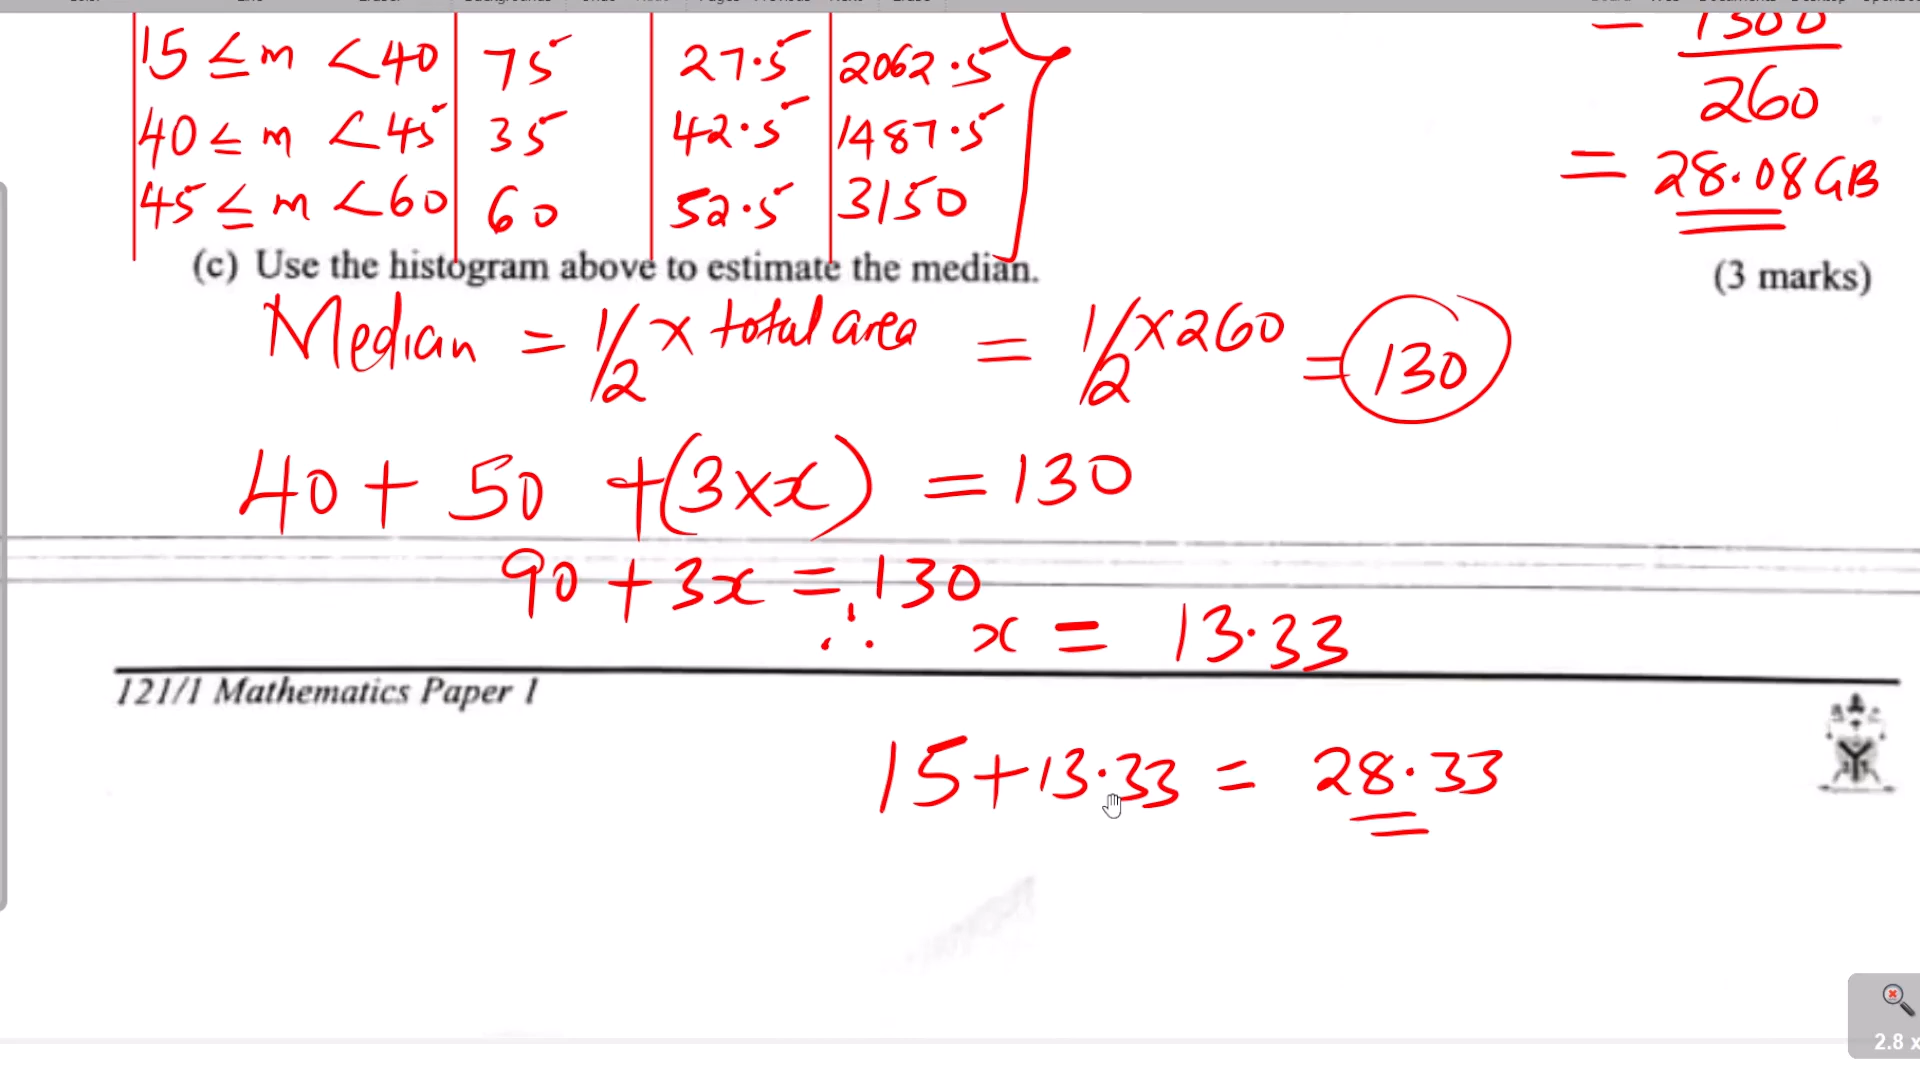 15 ≤ m < 40 75 27.5 2062.5
40 ≤ m < 45 35 42.5 1487.5
45 ≤ m < 60 60 52.5 3150
= 1300
260
= 28.08 GB
(c) Use the histogram above to estimate the median. (3 marks)
Median = 1/2 x total area = 1/2 x 260 = 130
40 + 50 + (3 x x) = 130
90 + 3x = 130
∴ x = 13.33
121/1 Mathematics Paper 1
15 + 13.33 = 28.33
2.8 x